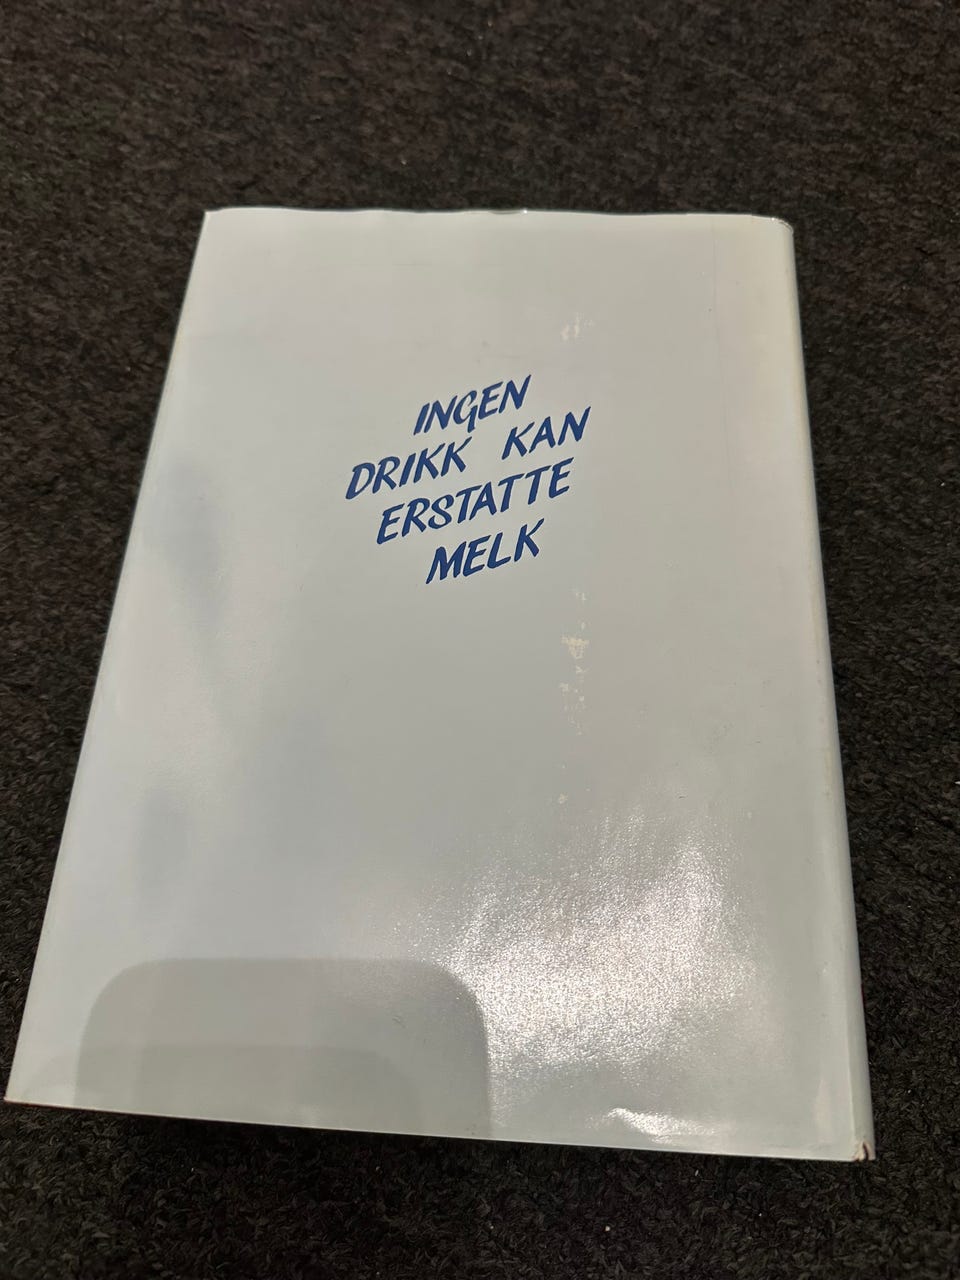 INGEN
DRIKK KAN
ERSTATTE
MELK